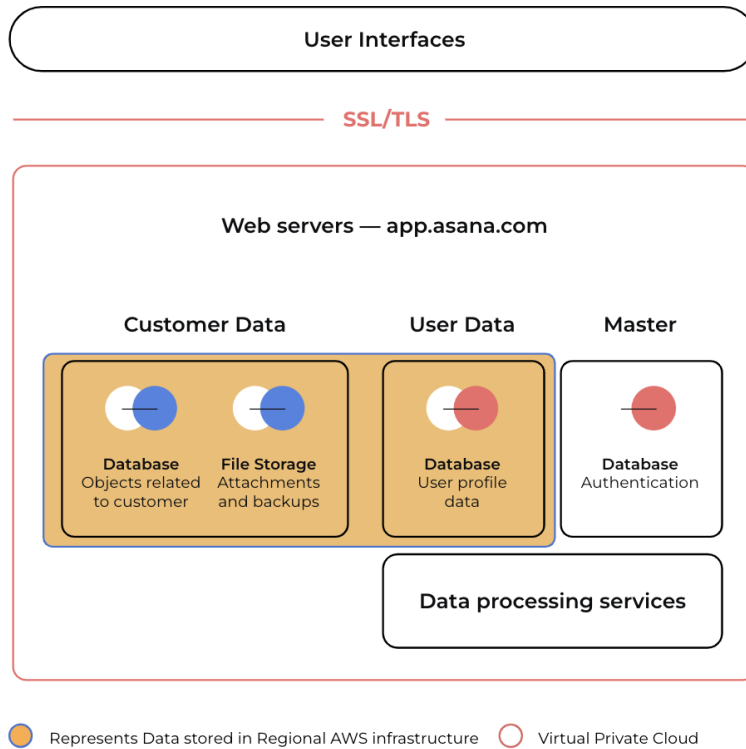 User Interfaces
SSL/TLS
Web servers — app.asana.com
Customer Data
User Data
Master
Database
Objects related
to customer
File Storage
Attachments
and backups
Database
User profile
data
Database
Authentication
Data processing services
Represents Data stored in Regional AWS infrastructure
Virtual Private Cloud